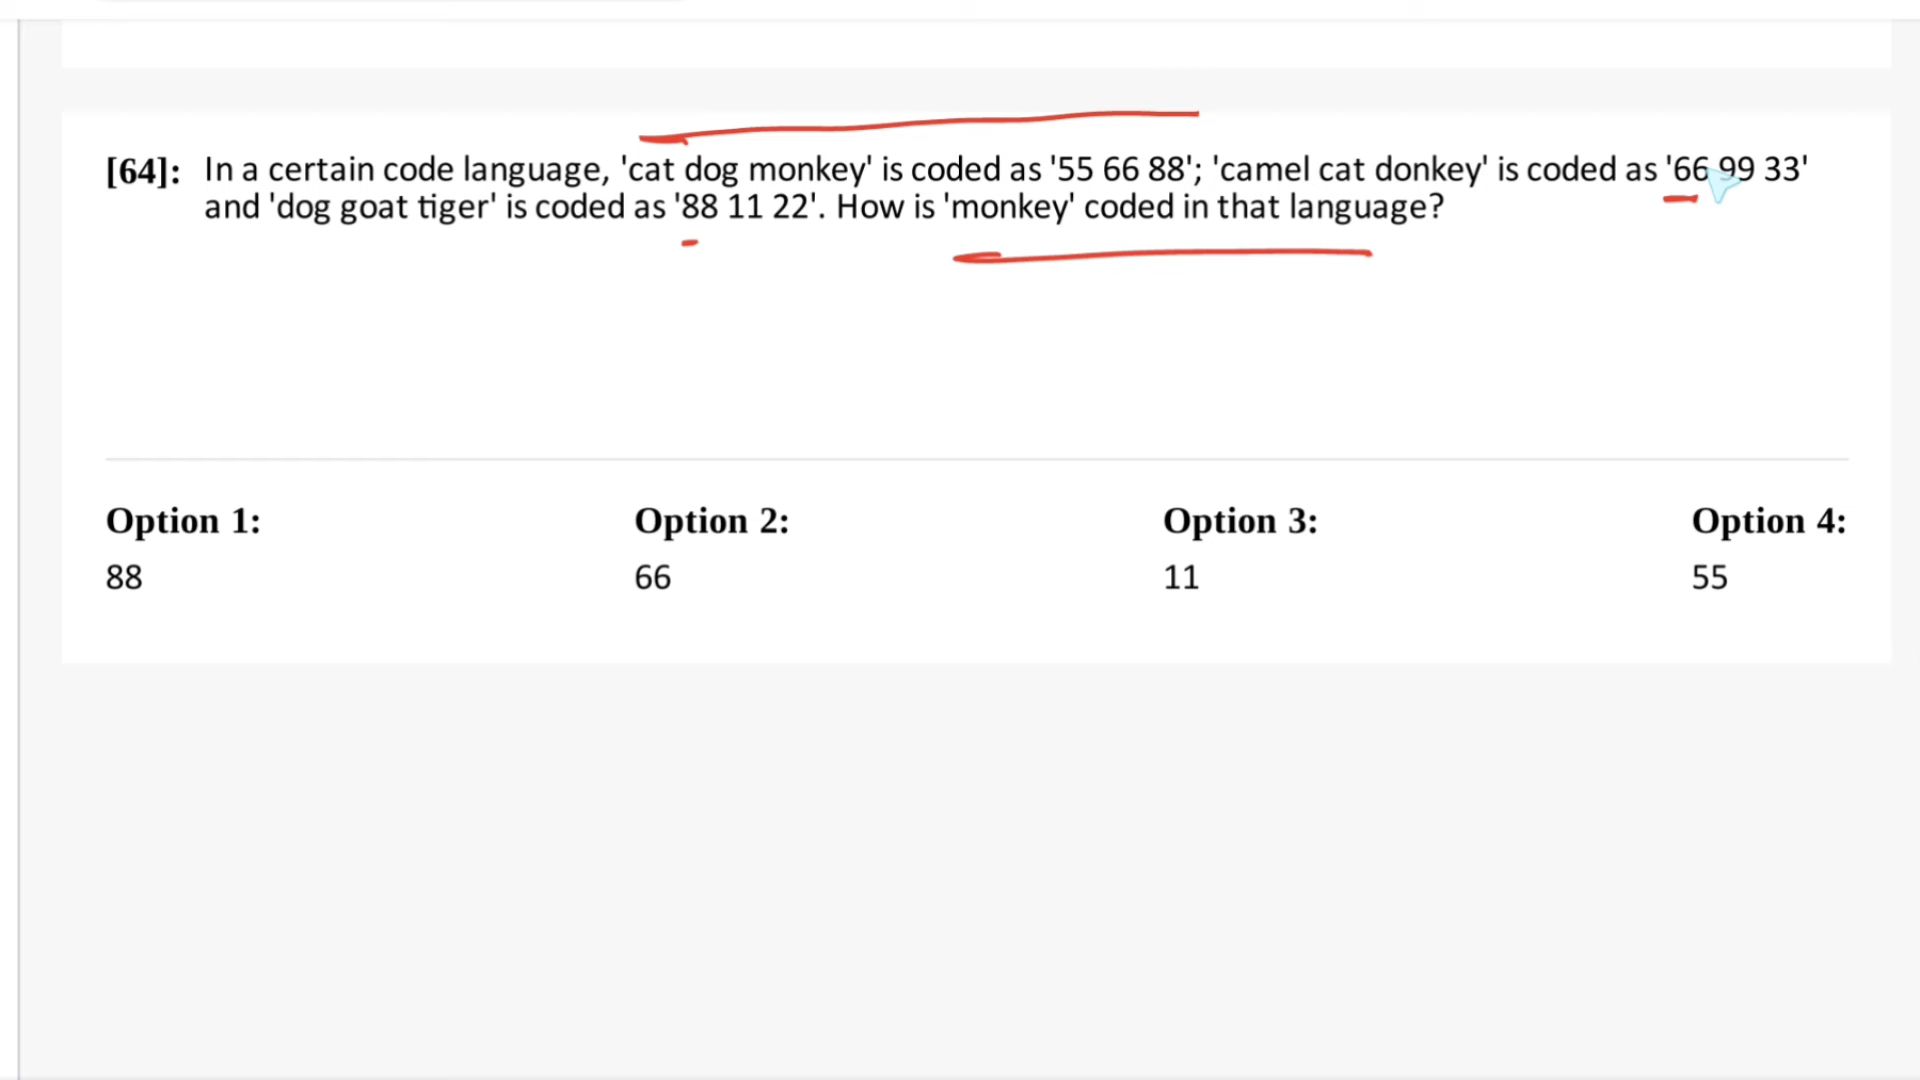 [64]: In a certain code language, 'cat dog monkey' is coded as '55 66 88'; 'camel cat donkey' is coded as '66 99 33'
and 'dog goat tiger' is coded as '88 11 22'. How is 'monkey' coded in that language?
Option 1: Option 2: Option 3: Option 4:
88 66 11 55